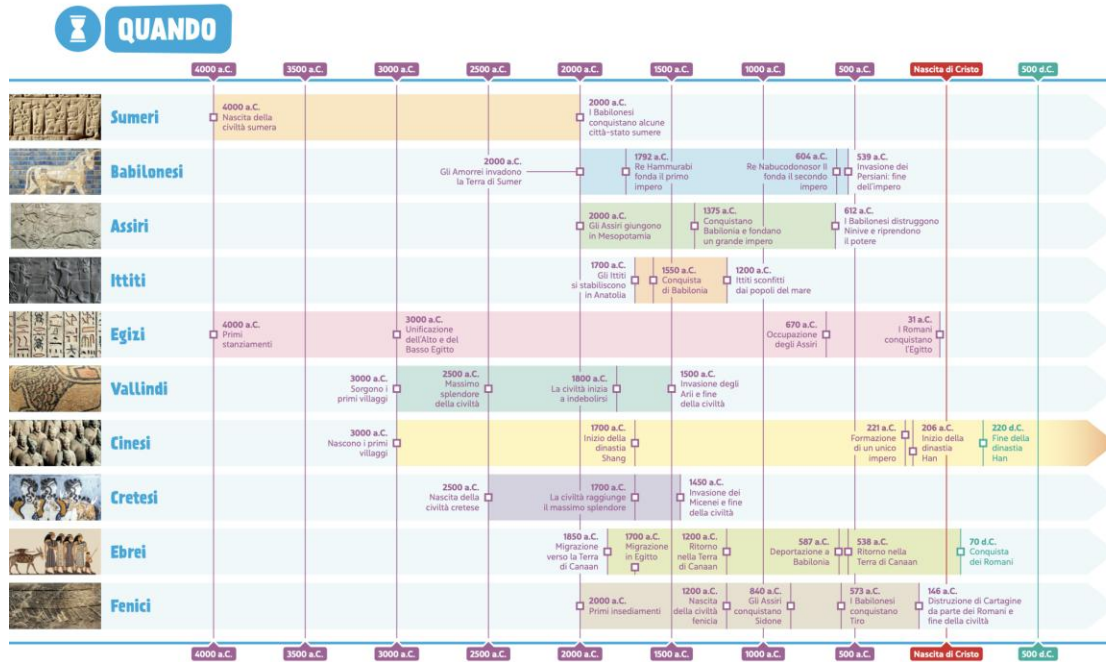 QUANDO
4000 a.C. 3500 a.C. 3000 a.C. 2500 a.C. 2000 a.C. 1500 a.C. 1000 a.C. 500 a.C. Nascita di Cristo 500 d.C.
Sumeri
4000 a.C.
Nascita della
civiltà sumera
2000 a.C.
I Babilonesi
conquistano alcune
città-stato sumere
Babilonesi
2000 a.C.
Gli Amorrei invadono
la Terra di Sumer
1792 a.C.
Re Hammurabi
fonda il primo
impero
604 a.C.
Re Nabucodonosor II
fonda il secondo
impero
539 a.C.
Invasione dei
Persiani: fine
dell'impero
Assiri
2000 a.C.
Gli Assiri giungono
in Mesopotamia
1375 a.C.
Conquistano
Babilonia e fondano
un grande impero
612 a.C.
I Babilonesi distruggono
Ninive e riprendono
il potere
Ittiti
1700 a.C.
Gli Ittiti
si stabiliscono
in Anatolia
1550 a.C.
Conquista
di Babilonia
1200 a.C.
Ittiti sconfitti
dai popoli del mare
Egizi
4000 a.C.
Primi
stanziamenti
3000 a.C.
Unificazione
dell'Alto e del
Basso Egitto
670 a.C.
Occupazione
degli Assiri
31 a.C.
I Romani
conquistano
l'Egitto
Vallindi
3000 a.C.
Sorgono i
primi villaggi
2500 a.C.
Massimo
splendore
della civiltà
1800 a.C.
La civiltà inizia
a indebolirsi
1500 a.C.
Invasione degli
Arii e fine
della civiltà
Cinesi
3000 a.C.
Nascono i primi
villaggi
1700 a.C.
Inizio della
dinastia
Shang
221 a.C.
Formazione
di un unico
impero
206 a.C.
Inizio della
dinastia
Han
220 d.C.
Fine della
dinastia
Han
Cretesi
2500 a.C.
Nascita della
civiltà cretese
1700 a.C.
La civiltà raggiunge
il massimo splendore
1450 a.C.
Invasione dei
Micenei e fine
della civiltà
Ebrei
1850 a.C.
Migrazione
verso la Terra
di Canaan
1700 a.C.
Migrazione
in Egitto
1200 a.C.
Ritorno
nella Terra
di Canaan
587 a.C.
Deportazione a
Babilonia
538 a.C.
Ritorno nella
Terra di Canaan
70 d.C.
Conquista
dei Romani
Fenici
2000 a.C.
Primi insediamenti
1200 a.C.
Nascita
della civiltà
fenicia
840 a.C.
Gli Assiri
conquistano
Sidone
573 a.C.
I Babilonesi
conquistano
Tiro
146 a.C.
Distruzione di Cartagine
da parte dei Romani e
fine della civiltà
4000 a.C. 3500 a.C. 3000 a.C. 2500 a.C. 2000 a.C. 1500 a.C. 1000 a.C. 500 a.C. Nascita di Cristo 500 d.C.